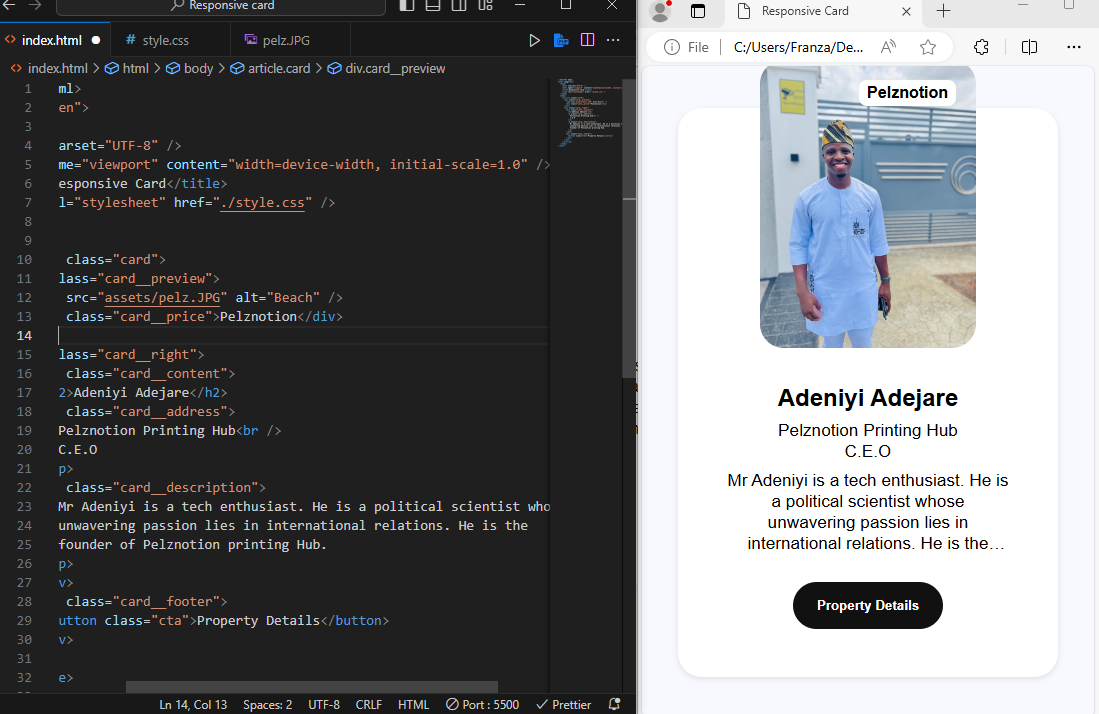 Responsive card
index.html
style.css
pelz.JPG
index.html > html > body > article.card > div.card__preview
1 ml>
2 en">
3
4 arset="UTF-8" />
5 me="viewport" content="width=device-width, initial-scale=1.0" />
6 esponsive Card</title>
7 l="stylesheet" href="./style.css" />
8
9
10 class="card">
11 lass="card__preview">
12 src="assets/pelz.JPG" alt="Beach" />
13 class="card__price">Pelznotion</div>
14
15 lass="card__right">
16 class="card__content">
17 2>Adeniyi Adejare</h2>
18 class="card__address">
19 Pelznotion Printing Hub<br />
20 C.E.O
21 p>
22 class="card__description">
23 Mr Adeniyi is a tech enthusiast. He is a political scientist who
24 unwavering passion lies in international relations. He is the
25 founder of Pelznotion printing Hub.
26 p>
27 v>
28 class="card__footer">
29 utton class="cta">Property Details</button>
30 v>
31
32 e>
Ln 14, Col 13 Spaces: 2 UTF-8 CRLF HTML Port : 5500 Prettier
Responsive Card
File C:/Users/Franza/De...
Pelznotion
Adeniyi Adejare
Pelznotion Printing Hub
C.E.O
Mr Adeniyi is a tech enthusiast. He is
a political scientist whose
unwavering passion lies in
international relations. He is the…
Property Details